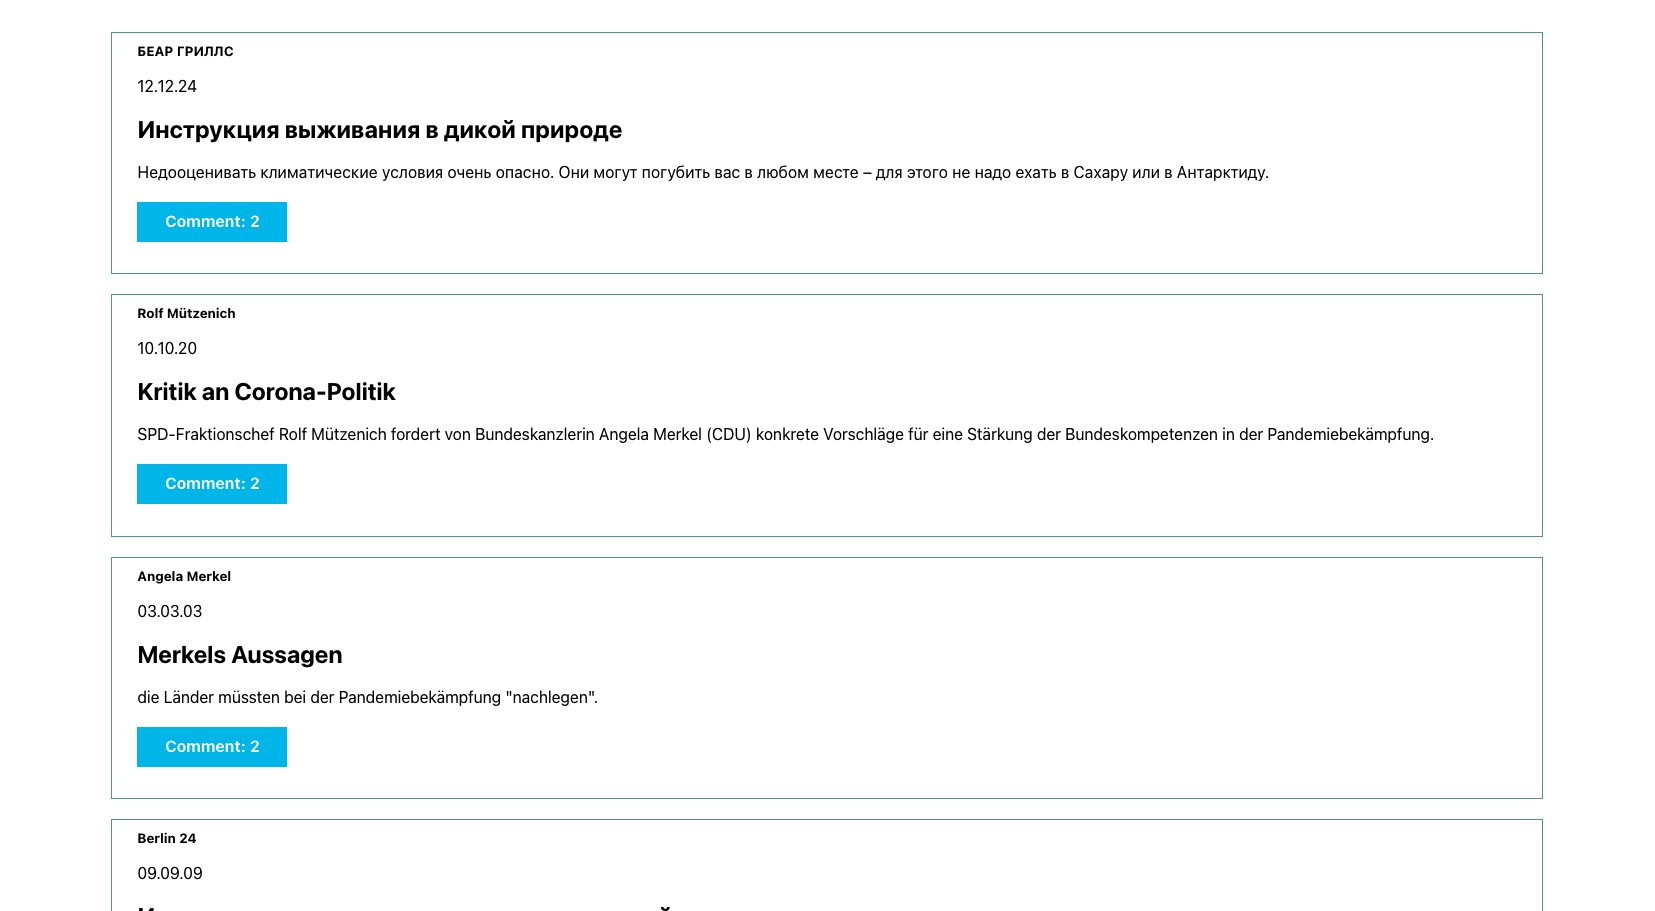 БЕАР ГРИЛЛС
12.12.24
Инструкция выживания в дикой природе
Недооценивать климатические условия очень опасно. Они могут погубить вас в любом месте – для этого не надо ехать в Сахару или в Антарктиду.
Comment: 2
Rolf Mützenich
10.10.20
Kritik an Corona-Politik
SPD-Fraktionschef Rolf Mützenich fordert von Bundeskanzlerin Angela Merkel (CDU) konkrete Vorschläge für eine Stärkung der Bundeskompetenzen in der Pandemiebekämpfung.
Comment: 2
Angela Merkel
03.03.03
Merkels Aussagen
die Länder müssten bei der Pandemiebekämpfung "nachlegen".
Comment: 2
Berlin 24
09.09.09